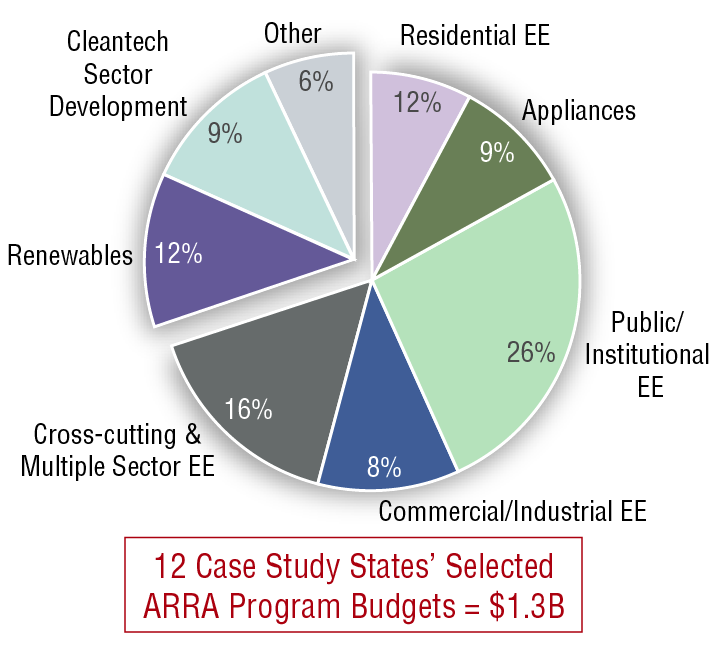 Other
Residential EE
Cleantech
Sector
Development
6%
12%
Appliances
9%
9%
Renewables
12%
Public/
Institutional
EE
26%
16%
Cross-cutting &
Multiple Sector EE
8%
Commercial/Industrial EE
12 Case Study States’ Selected
ARRA Program Budgets = $1.3B